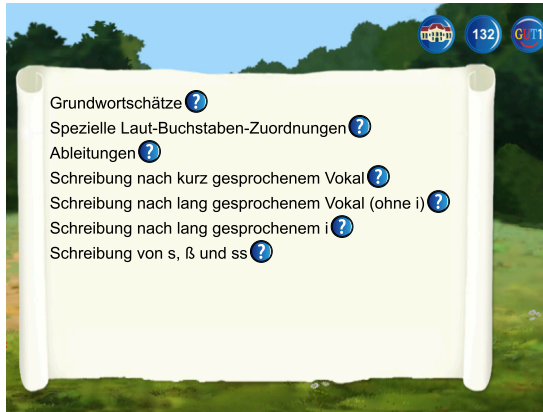 132
GUT1
Grundwortschätze ?
Spezielle Laut-Buchstaben-Zuordnungen ?
Ableitungen ?
Schreibung nach kurz gesprochenem Vokal ?
Schreibung nach lang gesprochenem Vokal (ohne i) ?
Schreibung nach lang gesprochenem i ?
Schreibung von s, ß und ss ?